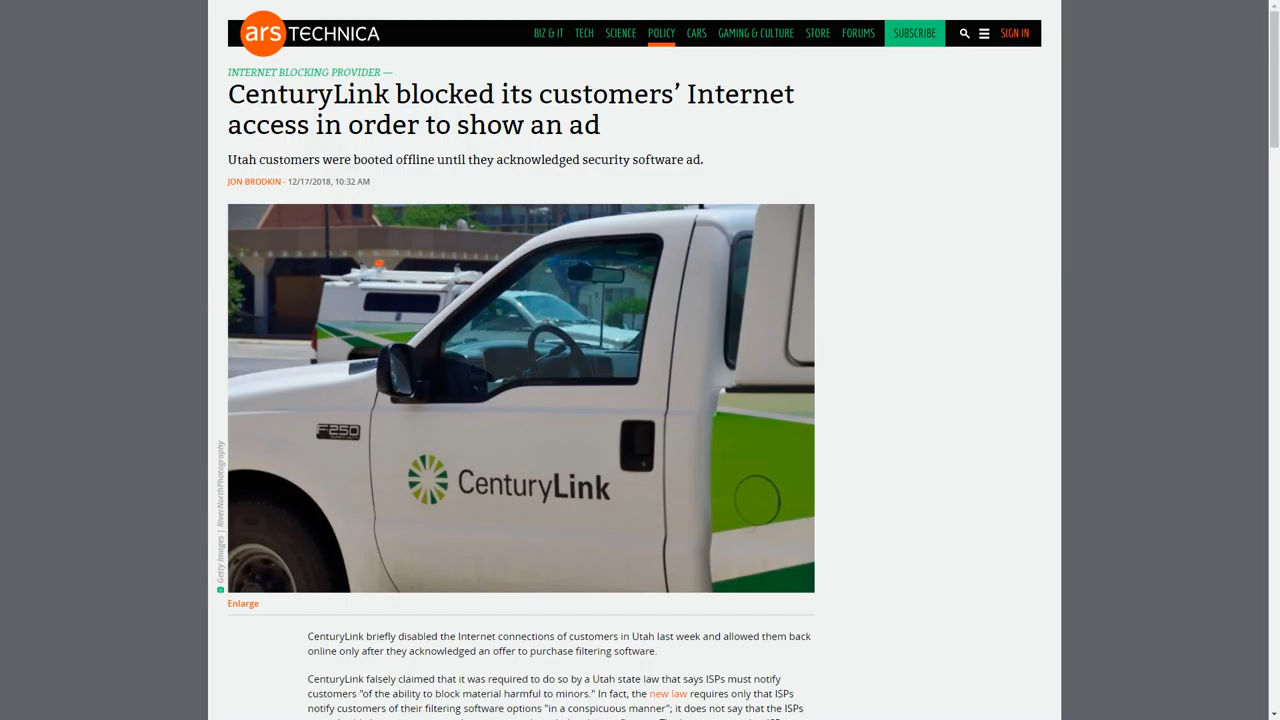 ars TECHNICA
BIZ & IT TECH SCIENCE POLICY CARS GAMING & CULTURE STORE FORUMS SUBSCRIBE SIGN IN
INTERNET BLOCKING PROVIDER —
CenturyLink blocked its customers’ Internet
access in order to show an ad
Utah customers were booted offline until they acknowledged security software ad.
JON BRODKIN - 12/17/2018, 10:32 AM
F-250
CenturyLink
Getty Images | RiverNorthPhotography
Enlarge
CenturyLink briefly disabled the Internet connections of customers in Utah last week and allowed them back
online only after they acknowledged an offer to purchase filtering software.
CenturyLink falsely claimed that it was required to do so by a Utah state law that says ISPs must notify
customers "of the ability to block material harmful to minors." In fact, the new law requires only that ISPs
notify customers of their filtering software options "in a conspicuous manner"; it does not say that the ISPs